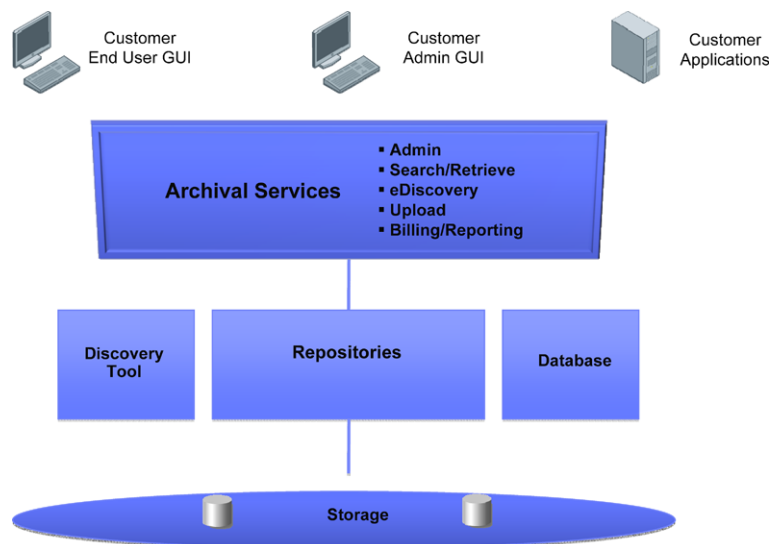 Customer
End User GUI
Customer
Admin GUI
Customer
Applications
Archival Services
▪ Admin
▪ Search/Retrieve
▪ eDiscovery
▪ Upload
▪ Billing/Reporting
Discovery
Tool
Repositories
Database
Storage